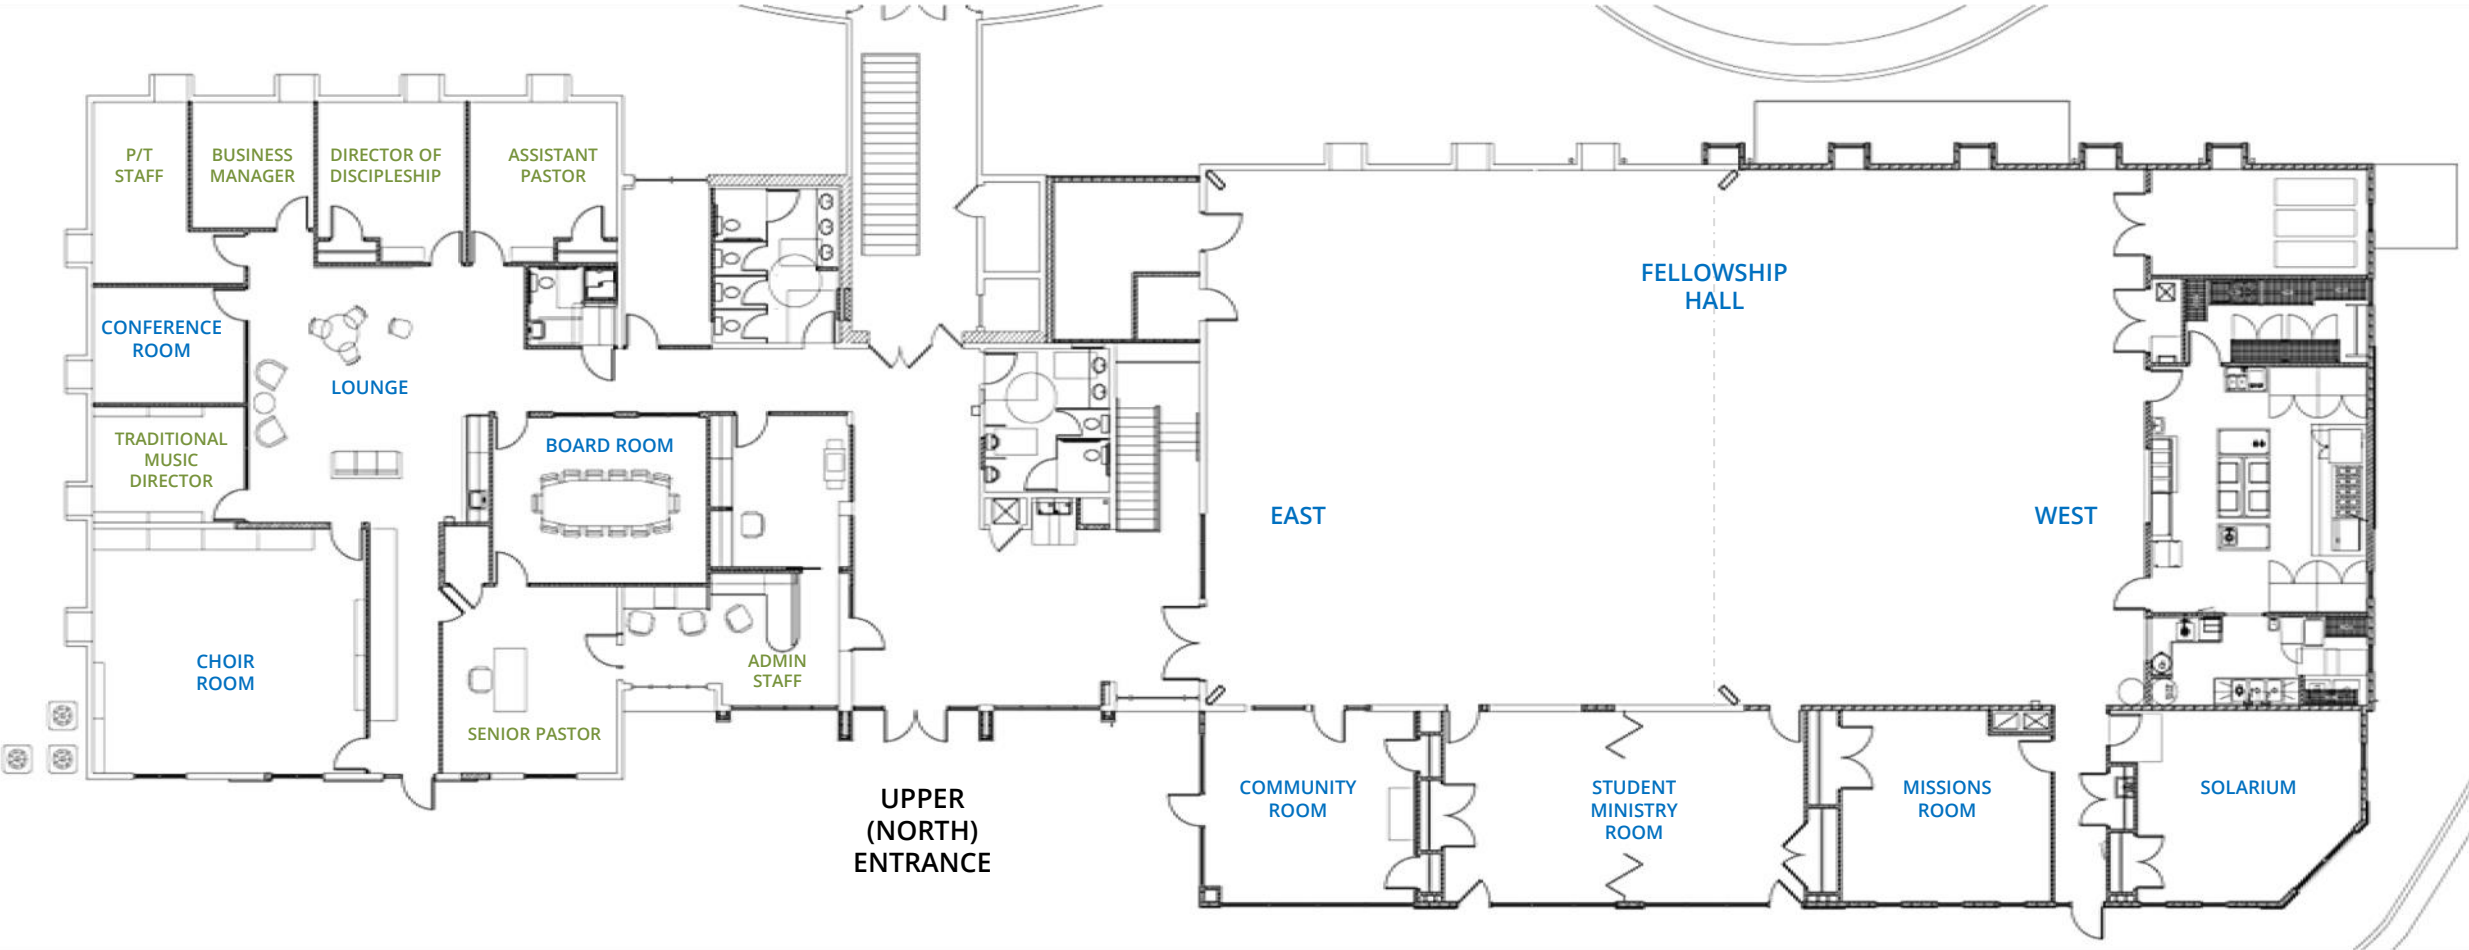 P/T
STAFF
BUSINESS
MANAGER
DIRECTOR OF
DISCIPLESHIP
ASSISTANT
PASTOR
CONFERENCE
ROOM
LOUNGE
TRADITIONAL
MUSIC
DIRECTOR
BOARD ROOM
CHOIR
ROOM
SENIOR PASTOR
ADMIN
STAFF
UPPER
(NORTH)
ENTRANCE
FELLOWSHIP
HALL
EAST
WEST
COMMUNITY
ROOM
STUDENT
MINISTRY
ROOM
MISSIONS
ROOM
SOLARIUM